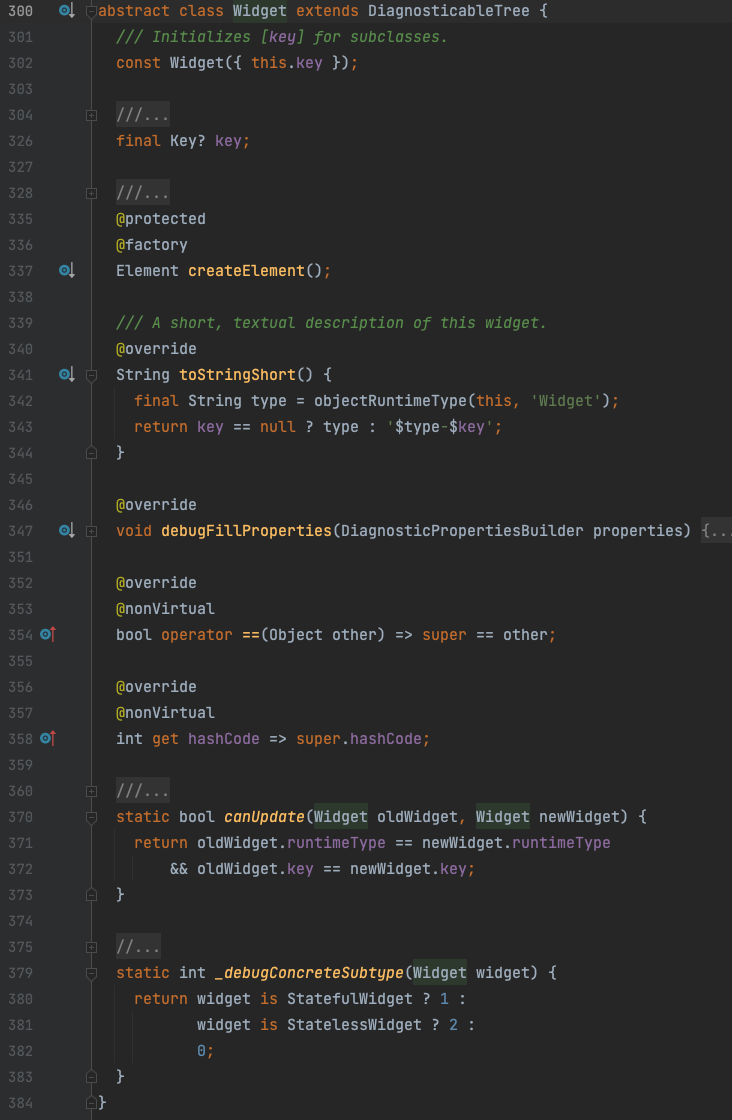 300 abstract class Widget extends DiagnosticableTree {
301 /// Initializes [key] for subclasses.
302 const Widget({ this.key });
303
304 ///...
326 final Key? key;
327
328 ///...
335 @protected
336 @factory
337 Element createElement();
338
339 /// A short, textual description of this widget.
340 @override
341 String toStringShort() {
342 final String type = objectRuntimeType(this, 'Widget');
343 return key == null ? type : '$type-$key';
344 }
345
346 @override
347 void debugFillProperties(DiagnosticPropertiesBuilder properties) {...
351
352 @override
353 @nonVirtual
354 bool operator ==(Object other) => super == other;
355
356 @override
357 @nonVirtual
358 int get hashCode => super.hashCode;
359
360 ///...
370 static bool canUpdate(Widget oldWidget, Widget newWidget) {
371 return oldWidget.runtimeType == newWidget.runtimeType
372 && oldWidget.key == newWidget.key;
373 }
374
375 //...
379 static int _debugConcreteSubtype(Widget widget) {
380 return widget is StatefulWidget ? 1 :
381 widget is StatelessWidget ? 2 :
382 0;
383 }
384 }